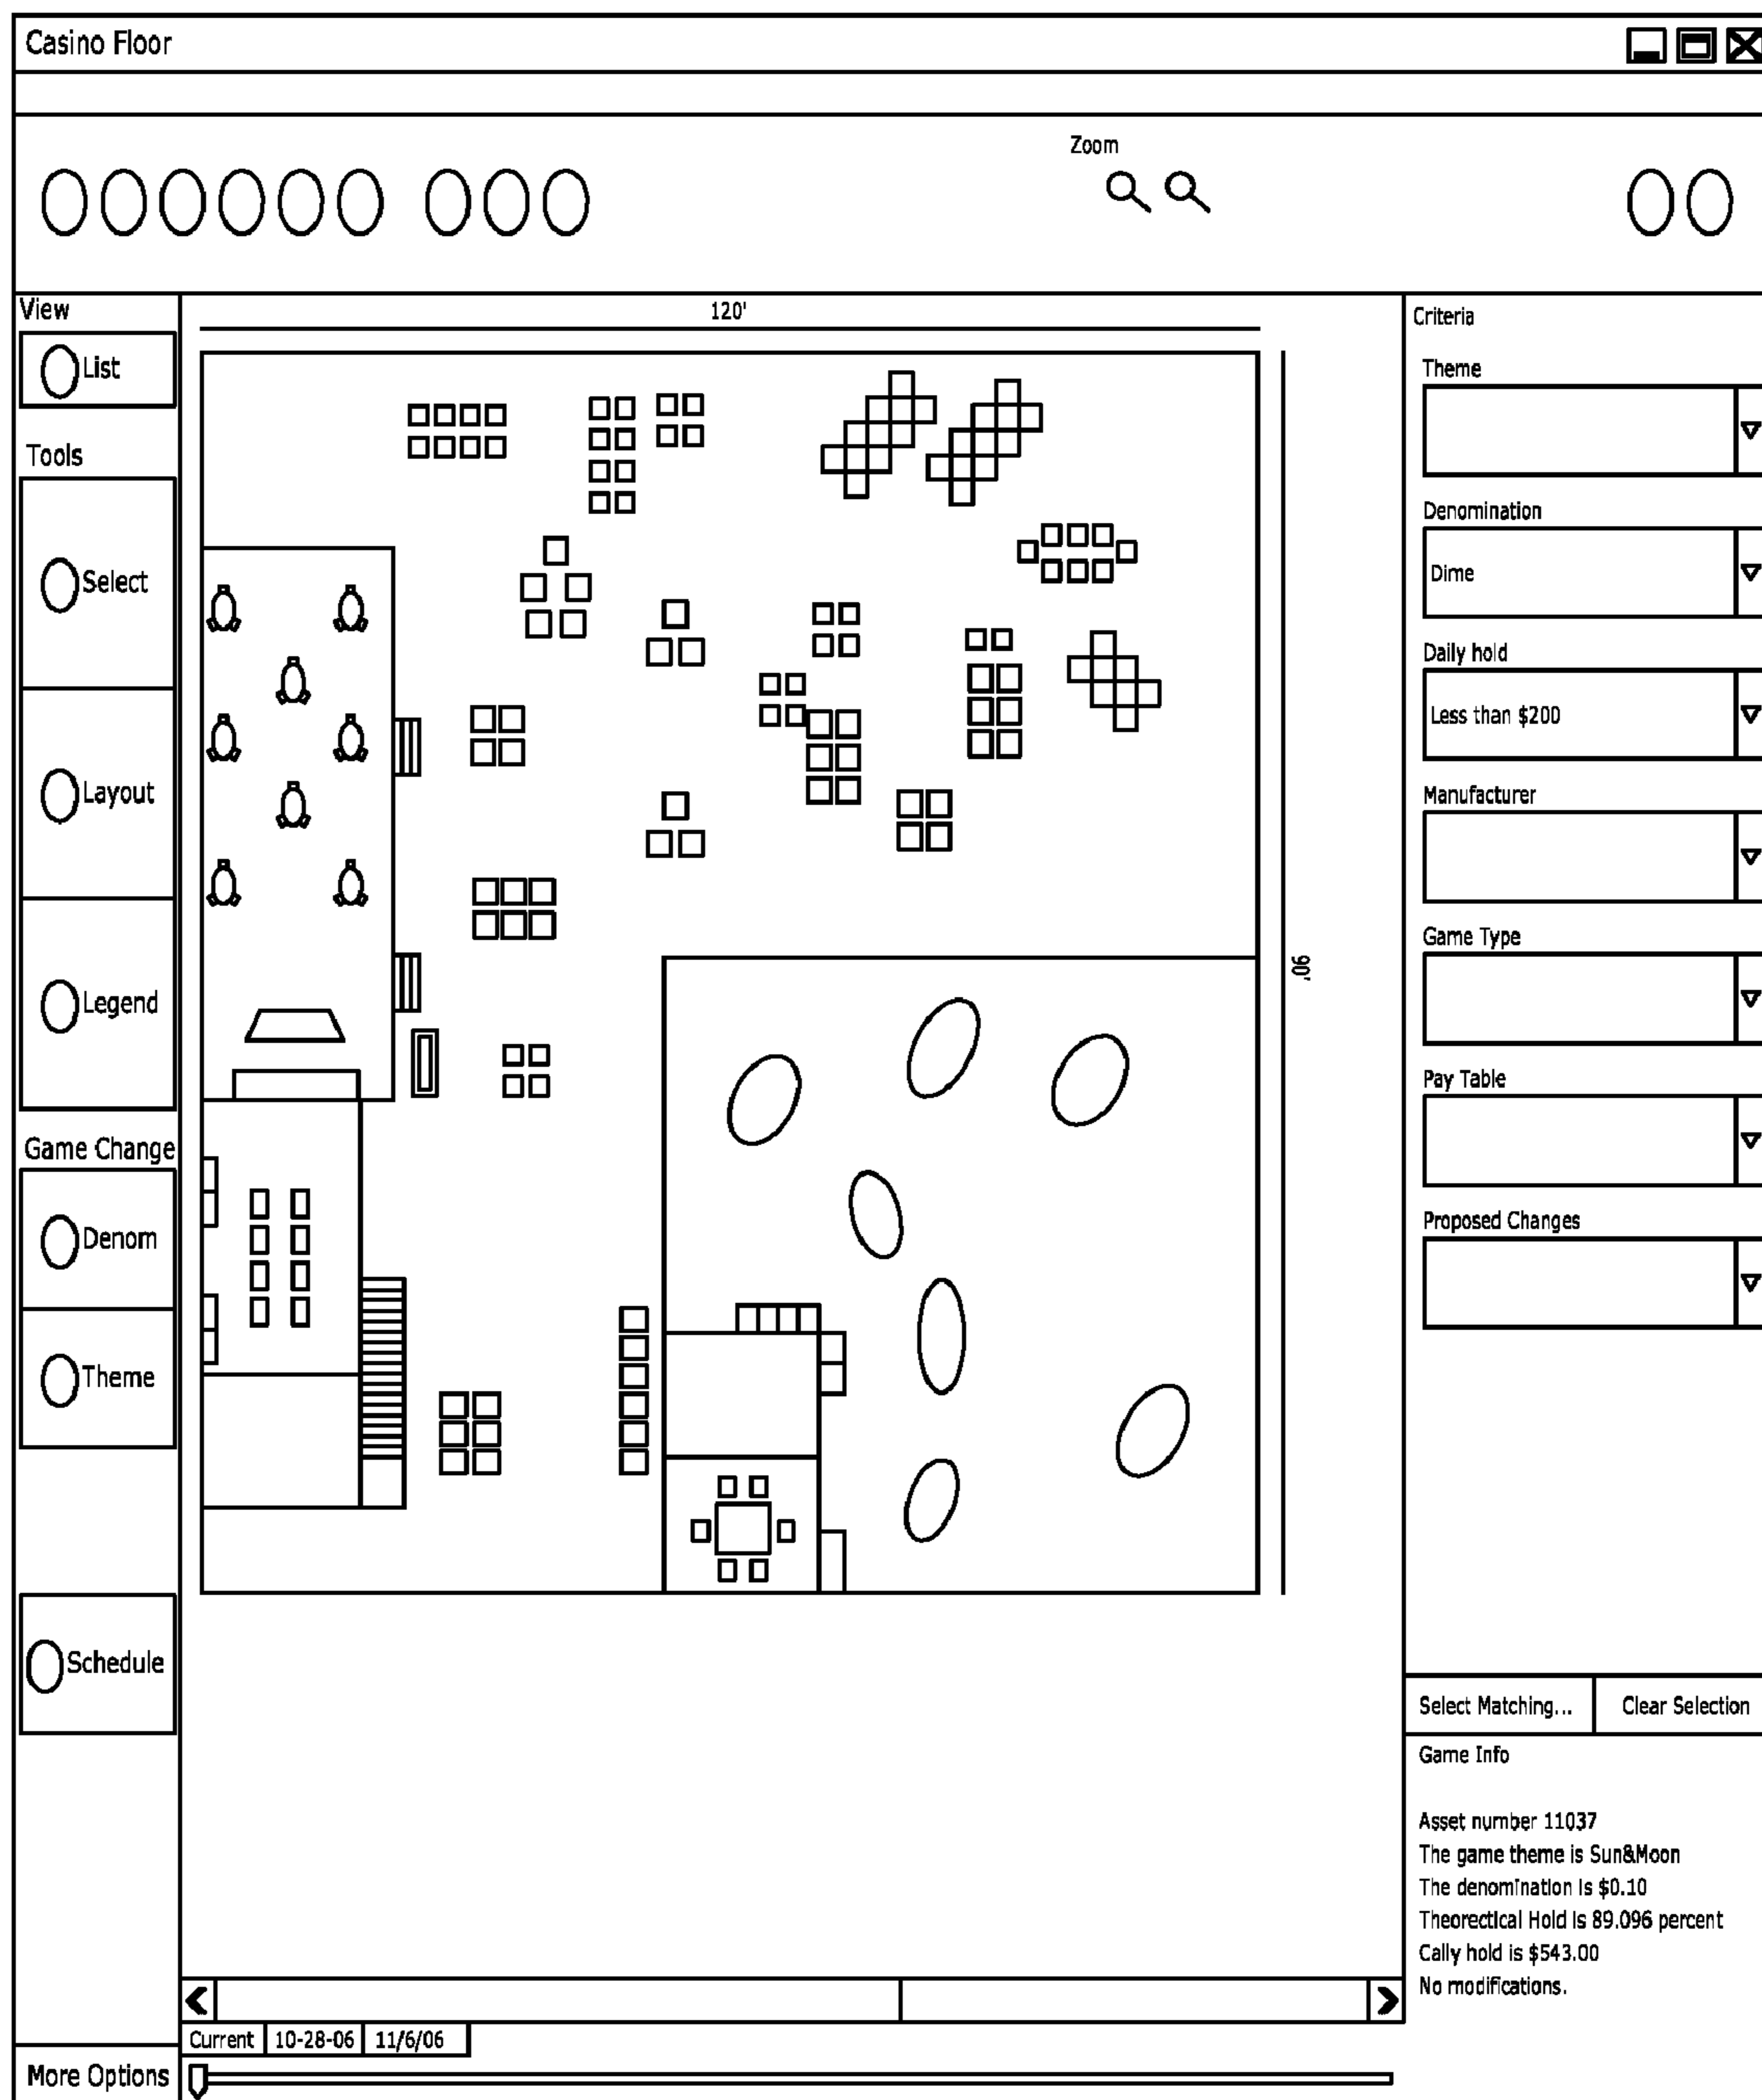 Casino Floor
Zoom
View
List
Tools
Select
Layout
Legend
Game Change
Denom
Theme
Schedule
More Options
120'
90'
Current 10-28-06 11/6/06
Criteria
Theme
Denomination
Dime
Daily hold
Less than $200
Manufacturer
Game Type
Pay Table
Proposed Changes
Select Matching... Clear Selection
Game Info
Asset number 11037
The game theme is Sun&Moon
The denomination is $0.10
Theorectical Hold is 89.096 percent
Cally hold is $543.00
No modifications.